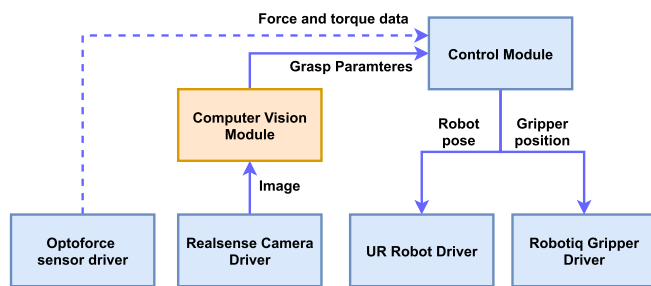 Force and torque data
Grasp Paramteres
Control Module
Computer Vision
Module
Robot
pose
Gripper
position
Image
Optoforce
sensor driver
Realsense Camera
Driver
UR Robot Driver
Robotiq Gripper
Driver